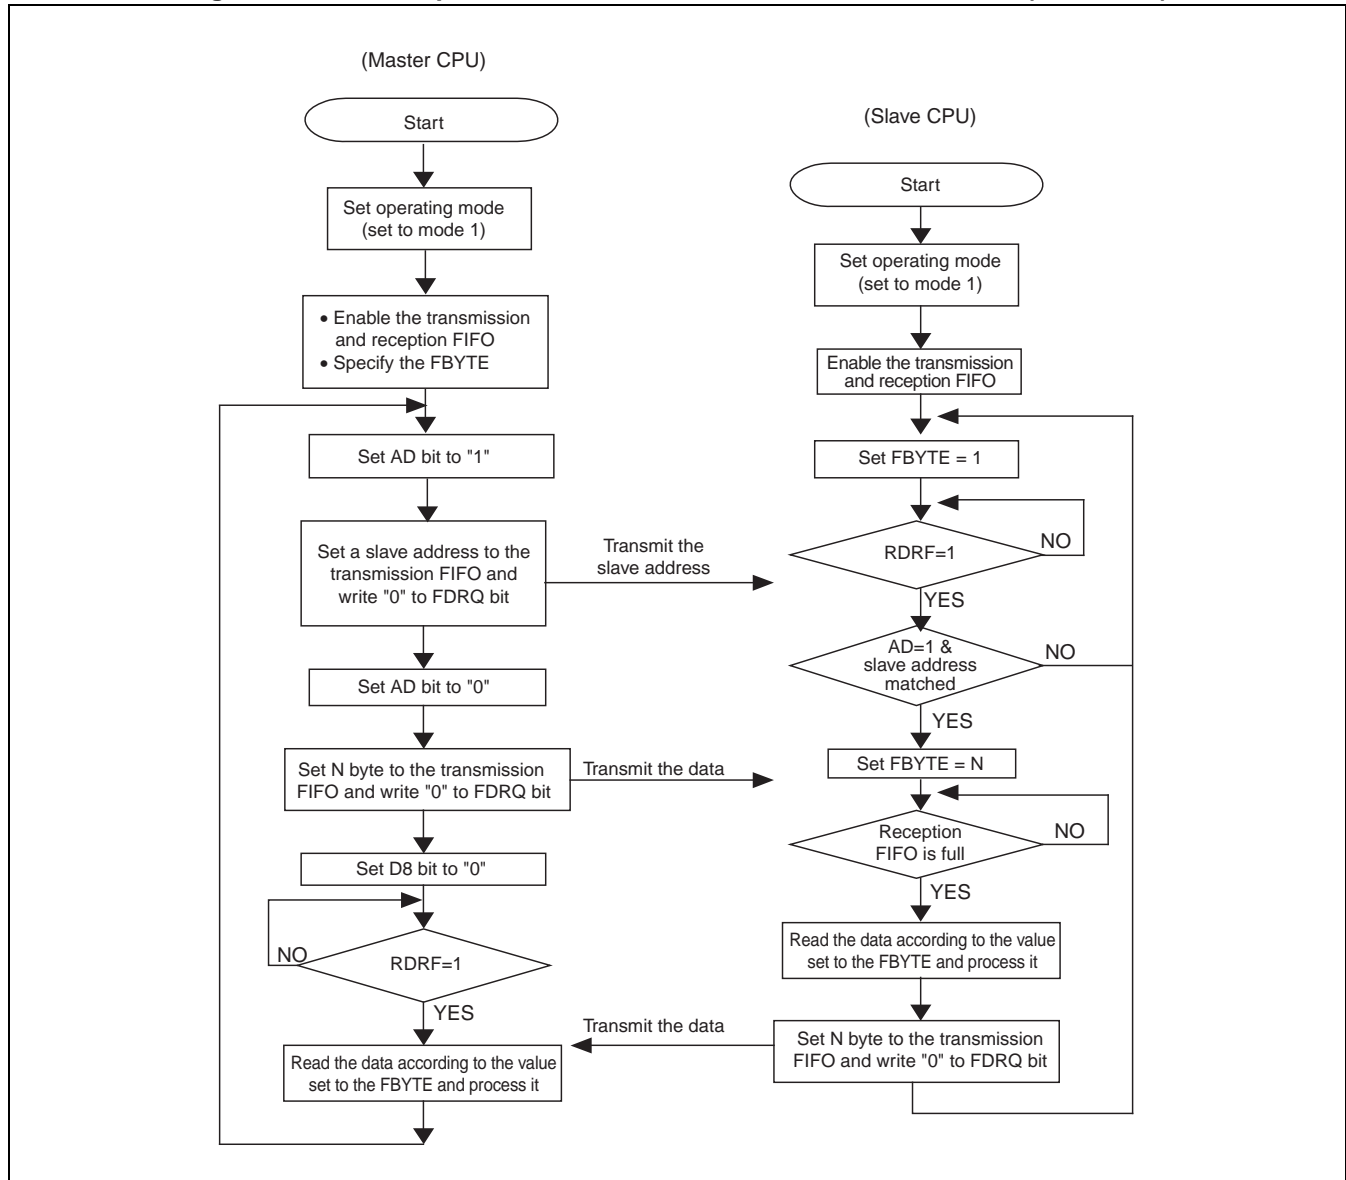 (Master CPU)
Start
Set operating mode
(set to mode 1)
• Enable the transmission
and reception FIFO
• Specify the FBYTE
Set AD bit to "1"
Set a slave address to the
transmission FIFO and
write "0" to FDRQ bit
Set AD bit to "0"
Set N byte to the transmission
FIFO and write "0" to FDRQ bit
Set D8 bit to "0"
NO
RDRF=1
YES
Read the data according to the value
set to the FBYTE and process it
Transmit the
slave address
Transmit the data
Transmit the data
(Slave CPU)
Start
Set operating mode
(set to mode 1)
Enable the transmission
and reception FIFO
Set FBYTE = 1
RDRF=1
NO
YES
AD=1 &
slave address
matched
NO
YES
Set FBYTE = N
Reception
FIFO is full
NO
YES
Read the data according to the value
set to the FBYTE and process it
Set N byte to the transmission
FIFO and write "0" to FDRQ bit